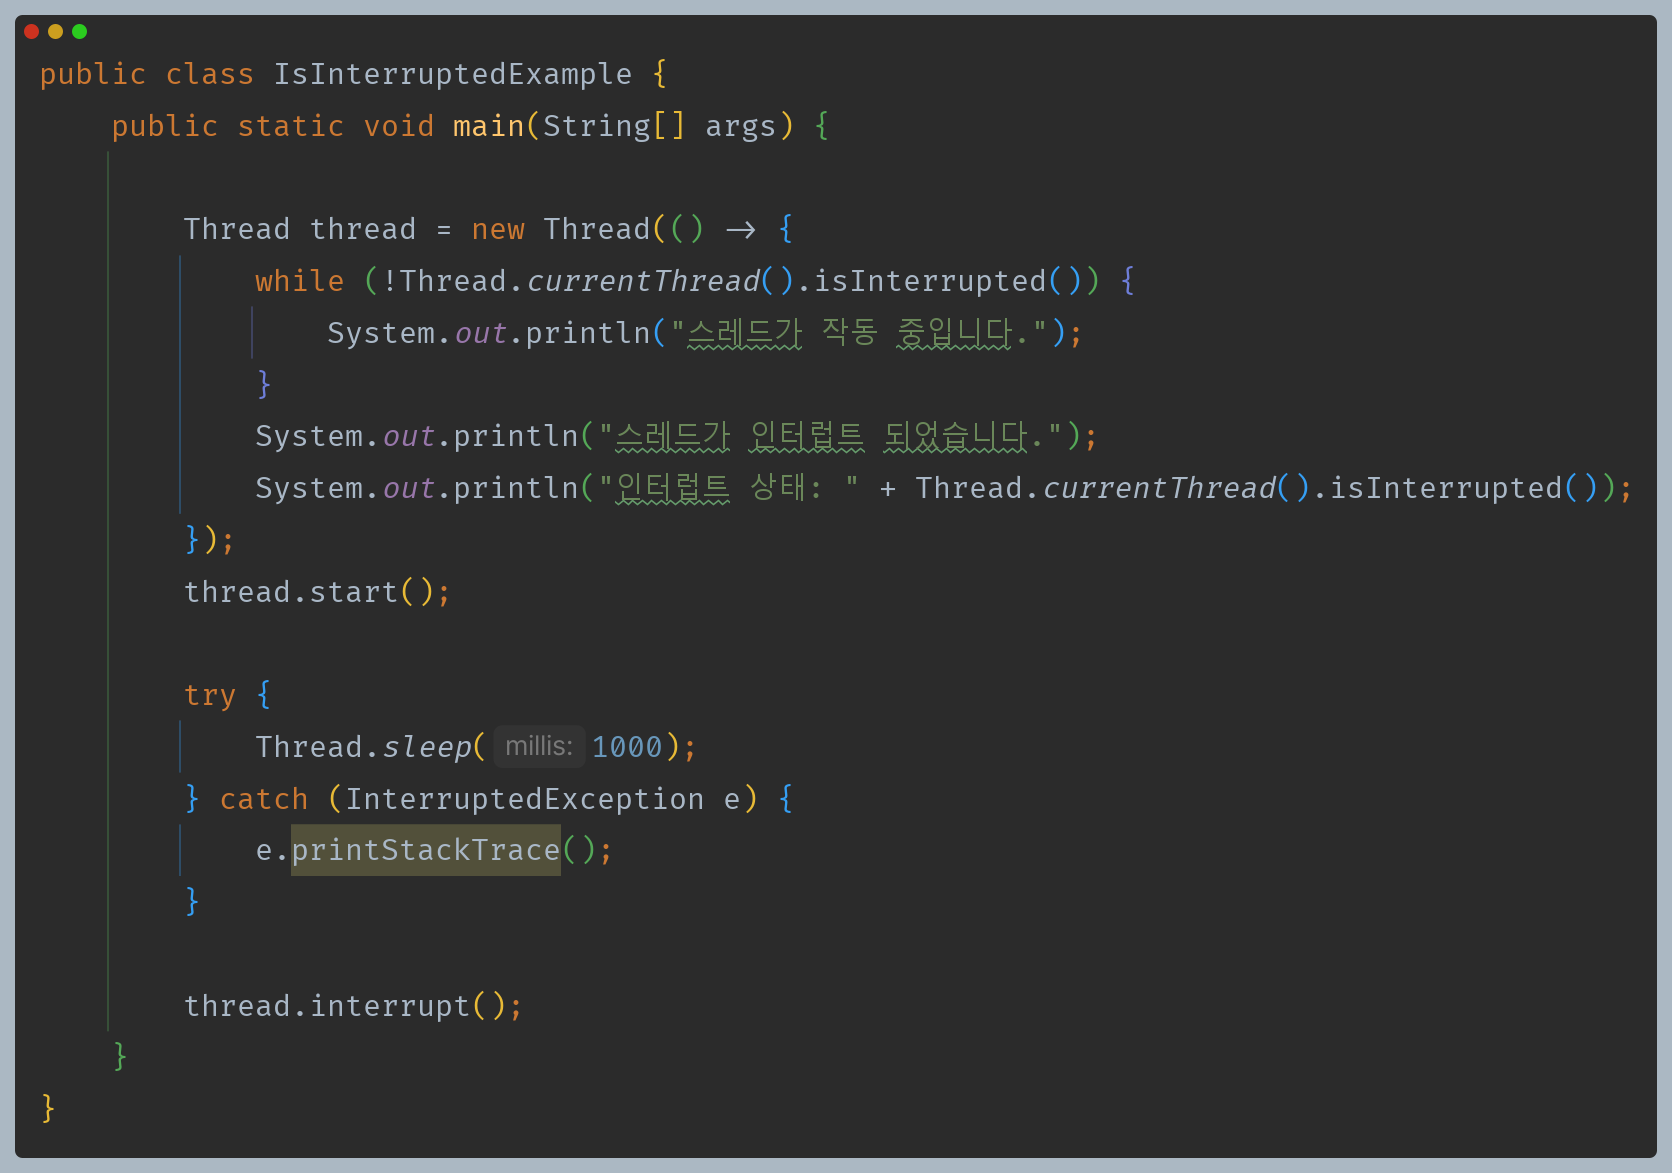 public class IsInterruptedExample {
public static void main(String[] args) {
Thread thread = new Thread(() -> {
while (!Thread.currentThread().isInterrupted()) {
System.out.println("스레드가 작동 중입니다.");
}
System.out.println("스레드가 인터럽트 되었습니다.");
System.out.println("인터럽트 상태: " + Thread.currentThread().isInterrupted());
});
thread.start();
try {
Thread.sleep( millis: 1000);
} catch (InterruptedException e) {
e.printStackTrace();
}
thread.interrupt();
}
}